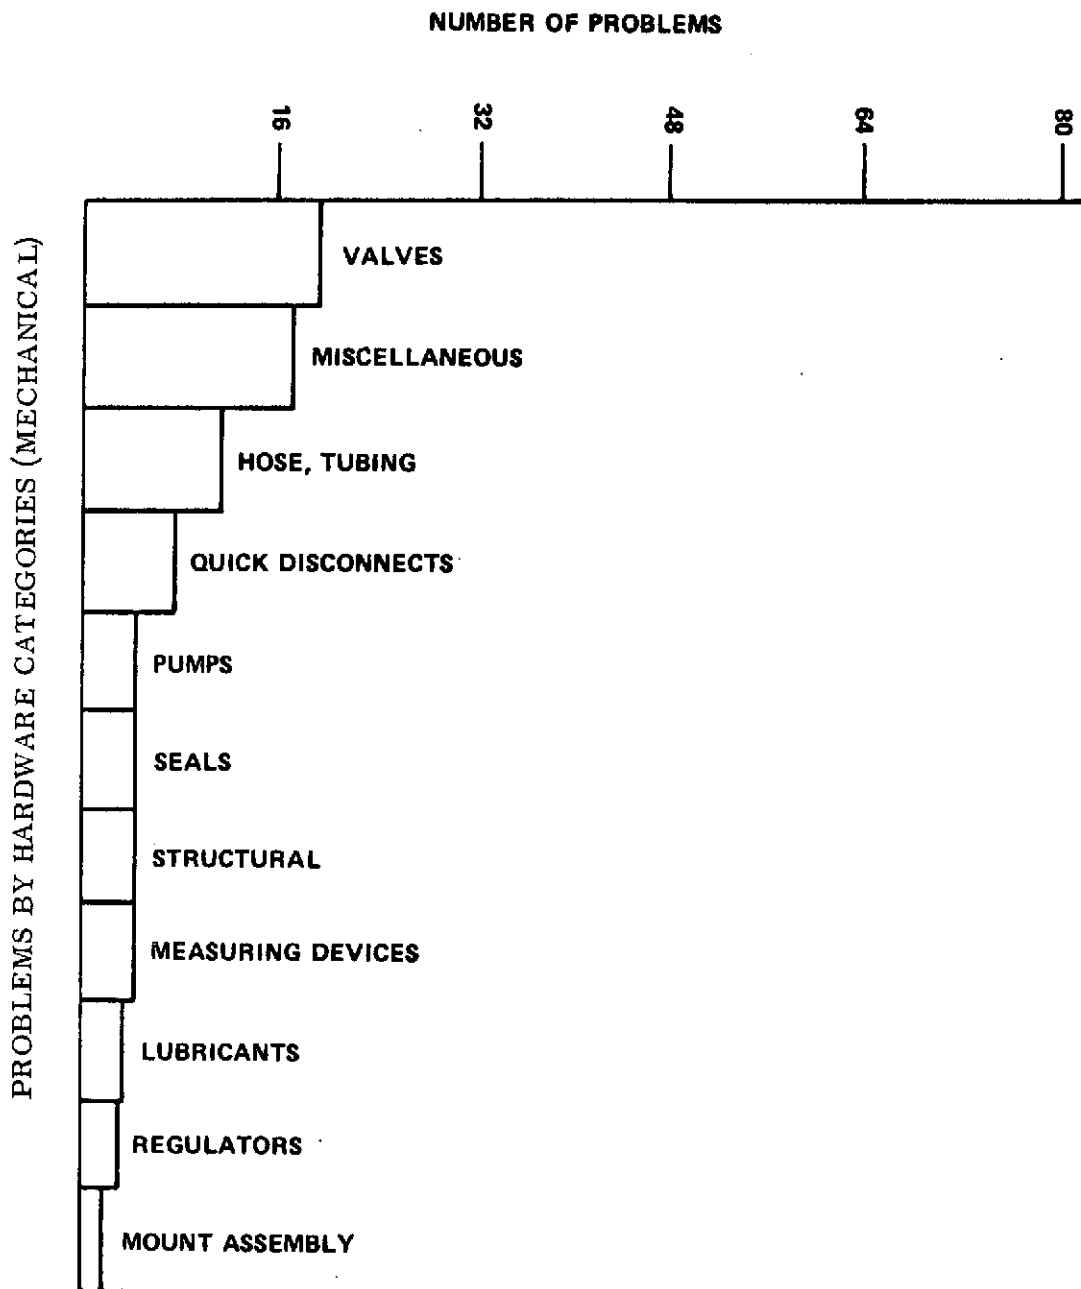 NUMBER OF PROBLEMS
16
32
48
64
80
PROBLEMS BY HARDWARE CATEGORIES (MECHANICAL)
VALVES
MISCELLANEOUS
HOSE, TUBING
QUICK DISCONNECTS
PUMPS
SEALS
STRUCTURAL
MEASURING DEVICES
LUBRICANTS
REGULATORS
MOUNT ASSEMBLY